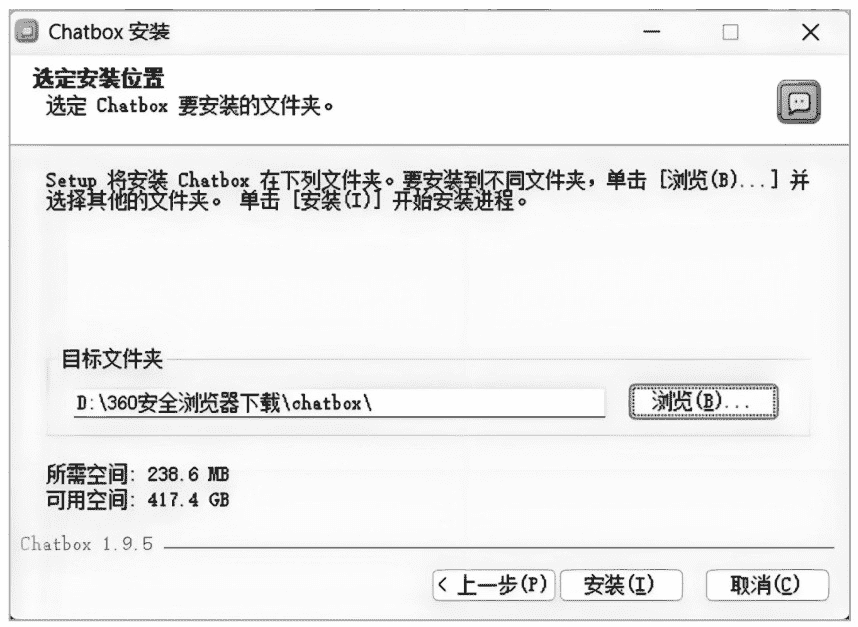 Chatbox 安装
选定安装位置
选定 Chatbox 要安装的文件夹。
Setup 将安装 Chatbox 在下列文件夹。要安装到不同文件夹，单击 [浏览(B)...] 并
选择其他的文件夹。 单击 [安装(I)] 开始安装进程。
目标文件夹
D:\360安全浏览器下载\chatbox\
浏览(B)...
所需空间: 238.6 MB
可用空间: 417.4 GB
Chatbox 1.9.5
< 上一步(P) 安装(I) 取消(C)